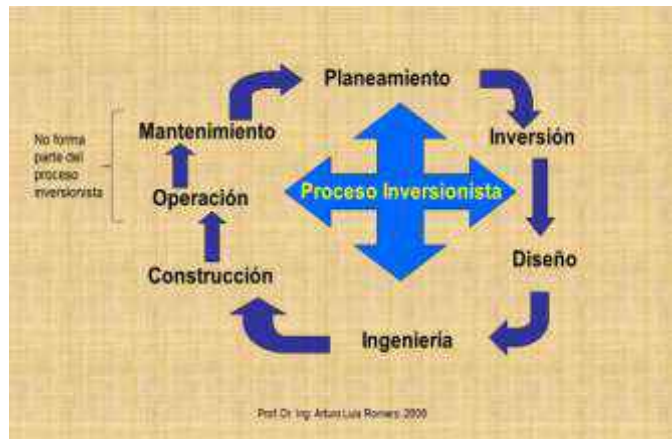 Planeamiento
Inversión
Diseño
Ingeniería
Construcción
Operación
Mantenimiento
No forma
parte del
proceso
inversionista
Proceso Inversionista
Prof. Dr. Ing. Arturo Luis Romero